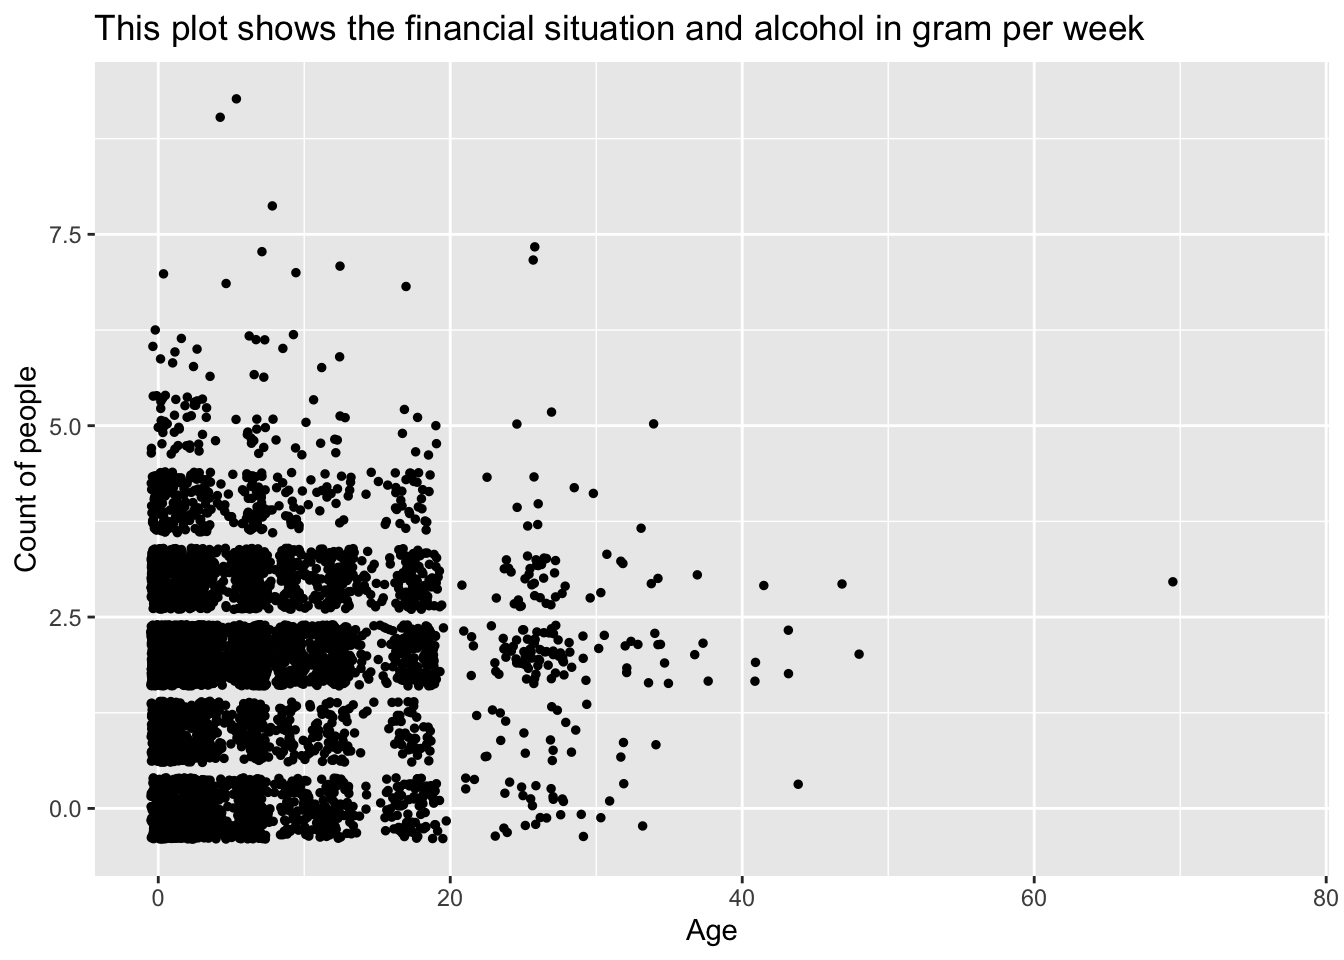 This plot shows the financial situation and alcohol in gram per week
7.5
5.0
2.5
0.0
Count of people
0 20 40 60 80
Age